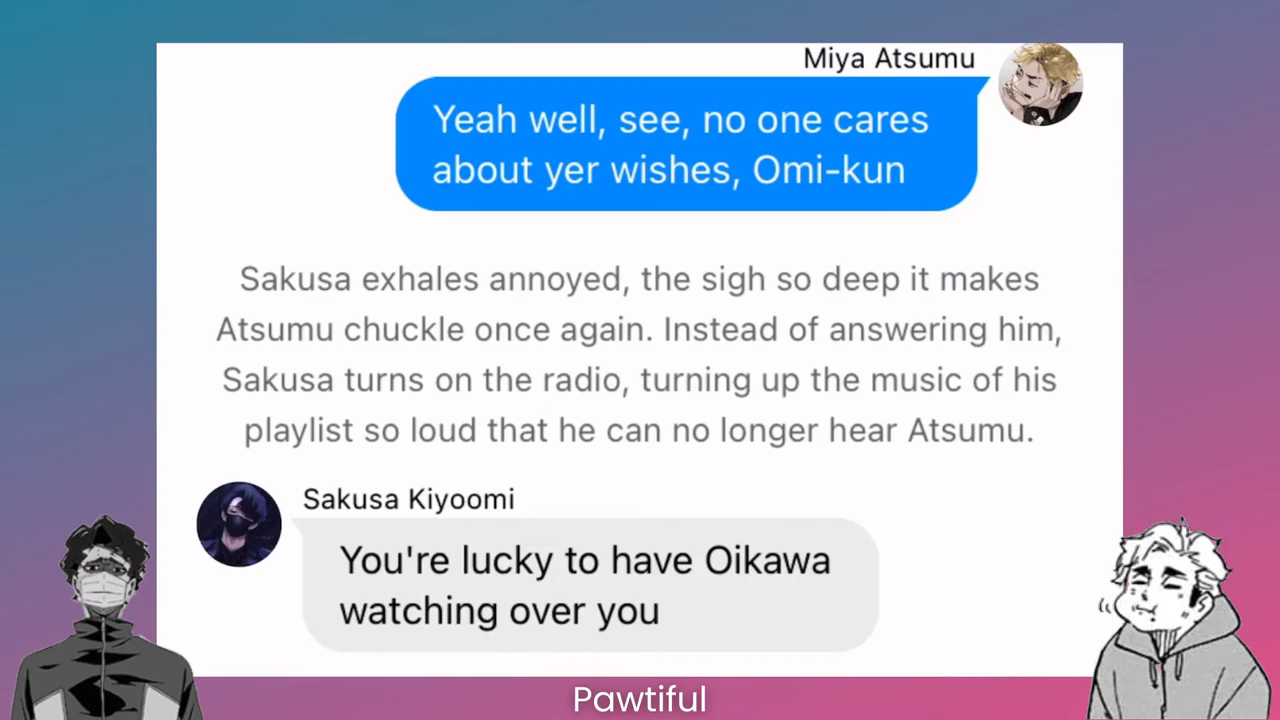 Miya Atsumu
Yeah well, see, no one cares
about yer wishes, Omi-kun
Sakusa exhales annoyed, the sigh so deep it makes
Atsumu chuckle once again. Instead of answering him,
Sakusa turns on the radio, turning up the music of his
playlist so loud that he can no longer hear Atsumu.
Sakusa Kiyoomi
You're lucky to have Oikawa
watching over you
Pawtiful